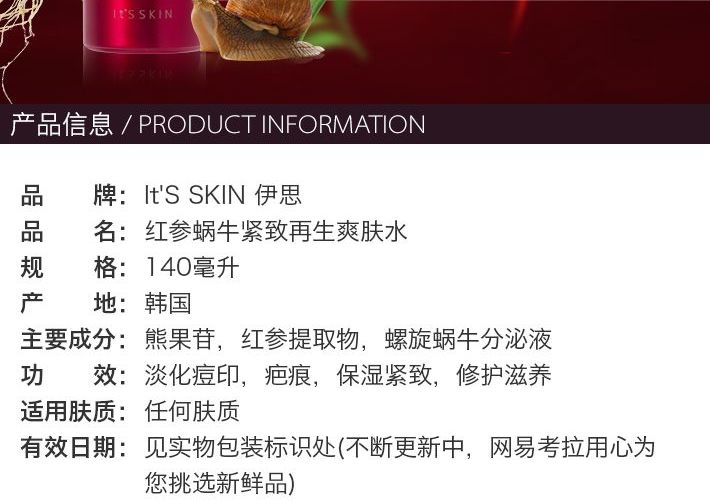 It'S SKIN
产品信息 / PRODUCT INFORMATION
品 牌： It'S SKIN 伊思
品 名： 红参蜗牛紧致再生爽肤水
规 格： 140毫升
产 地： 韩国
主要成分： 熊果苷，红参提取物，螺旋蜗牛分泌液
功 效： 淡化痘印，疤痕，保湿紧致，修护滋养
适用肤质： 任何肤质
有效日期： 见实物包装标识处(不断更新中，网易考拉用心为
您挑选新鲜品)